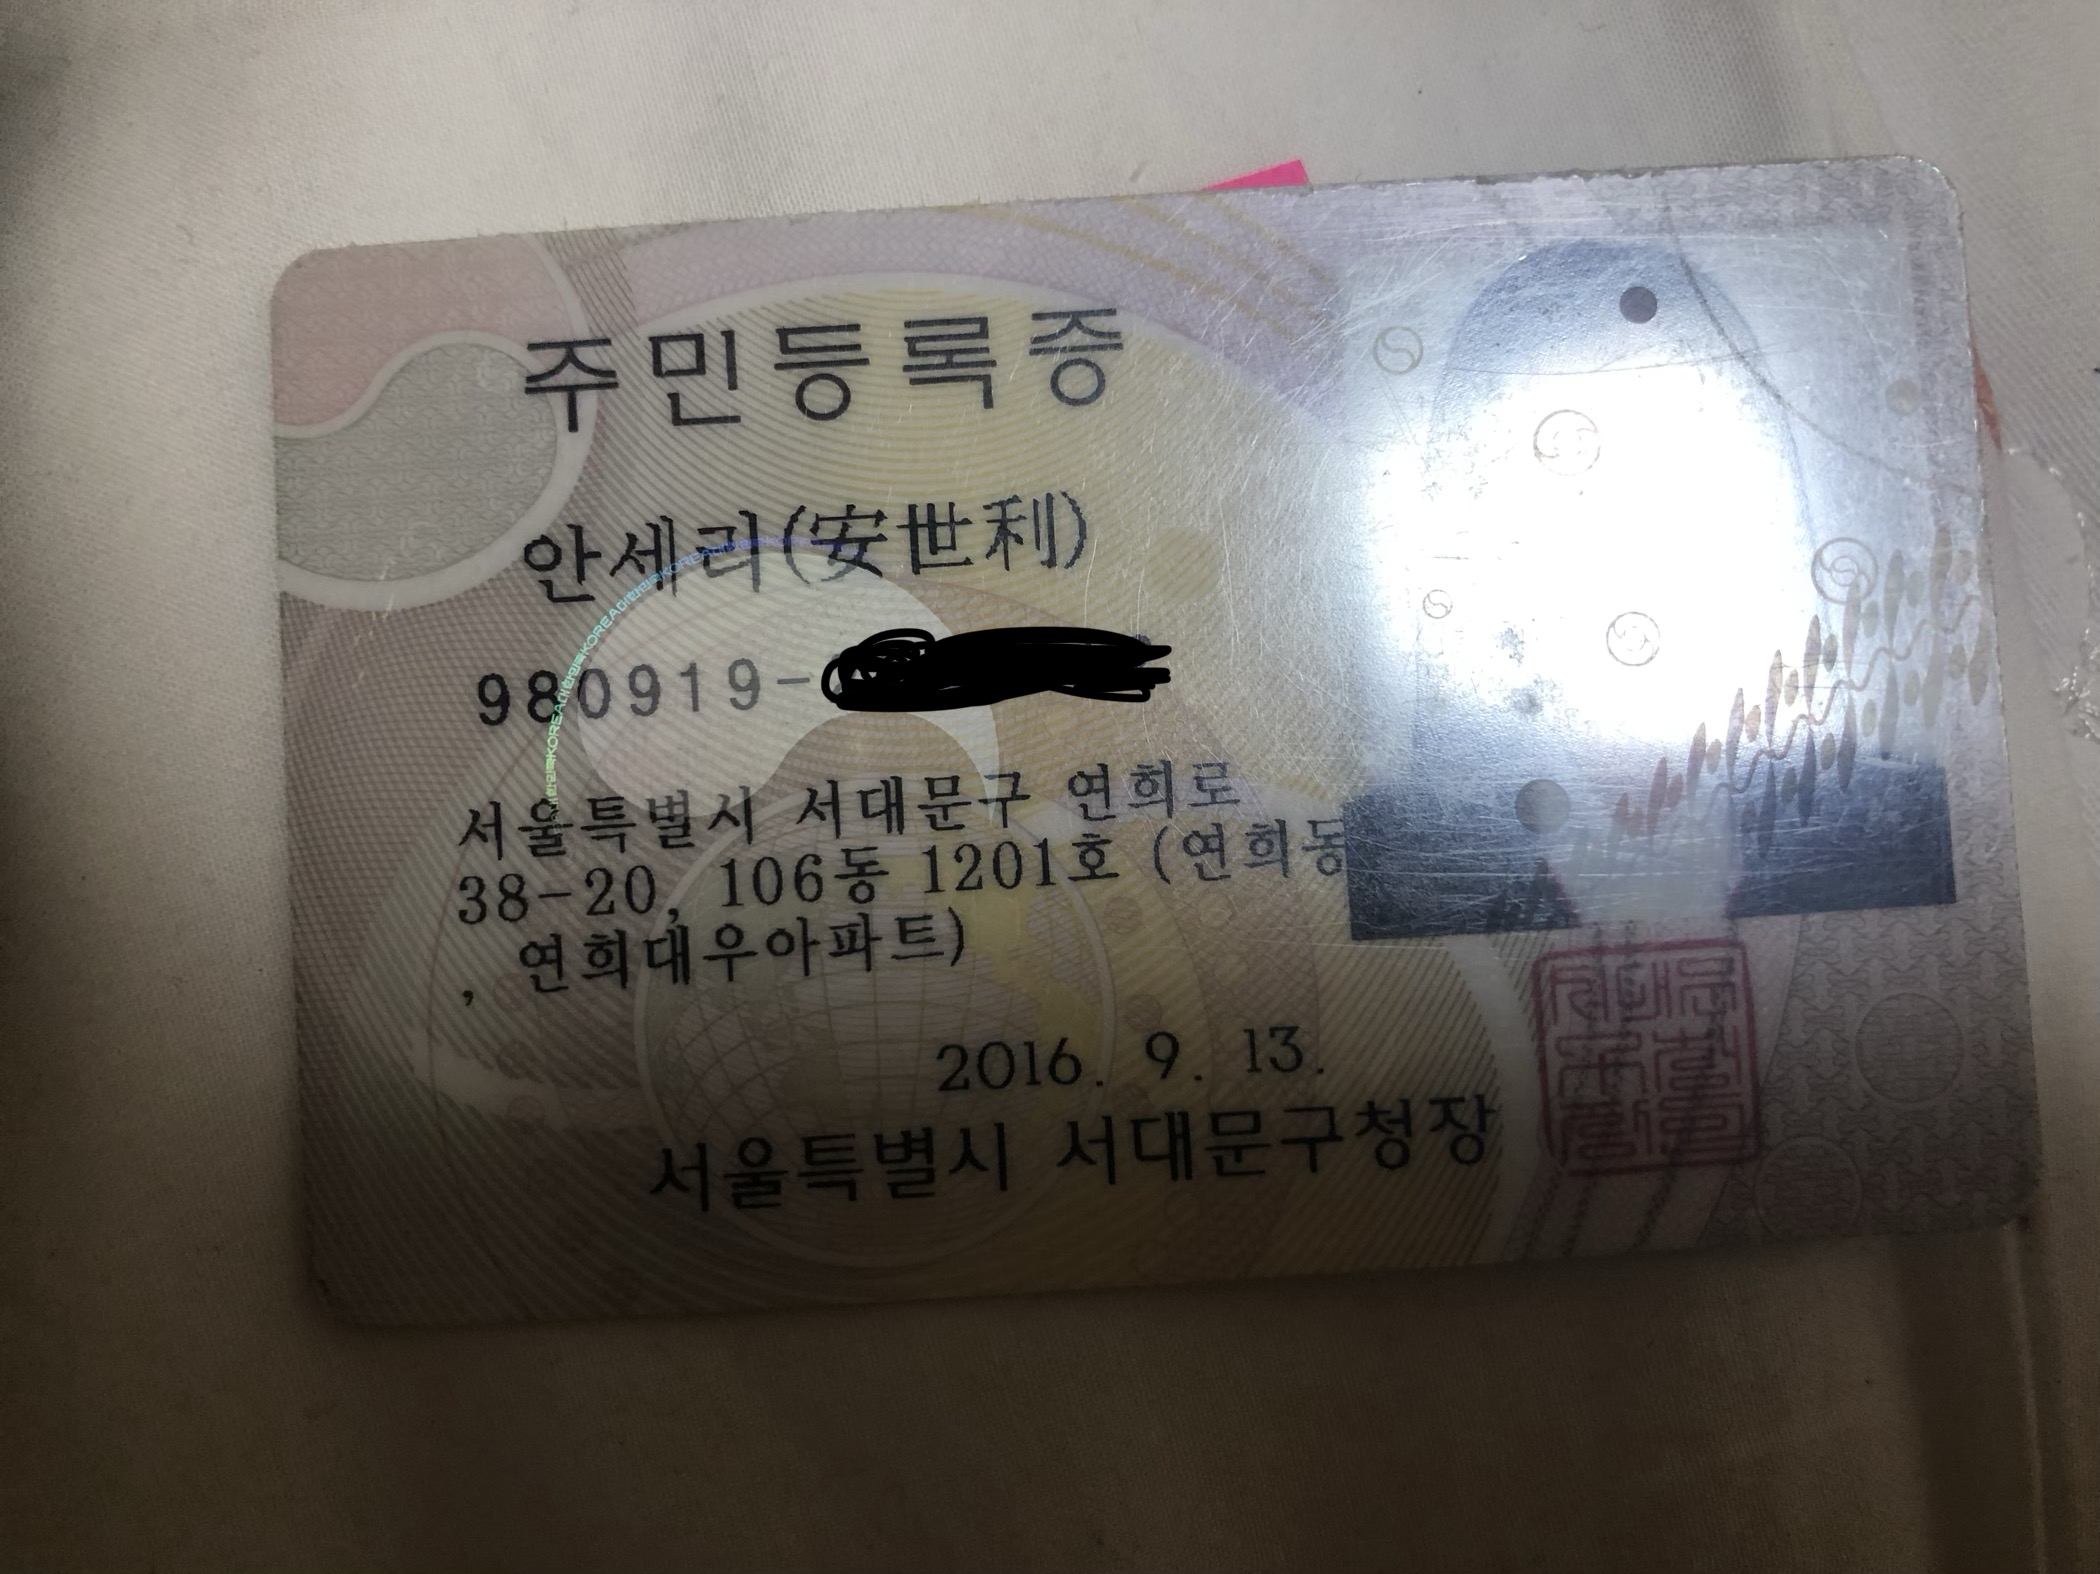 주민등록증
안세리(安世利)
980919-
서울특별시 서대문구 연희로
38-20, 106동 1201호 (연희동
, 연희대우아파트)
2016. 9. 13.
서울특별시 서대문구청장